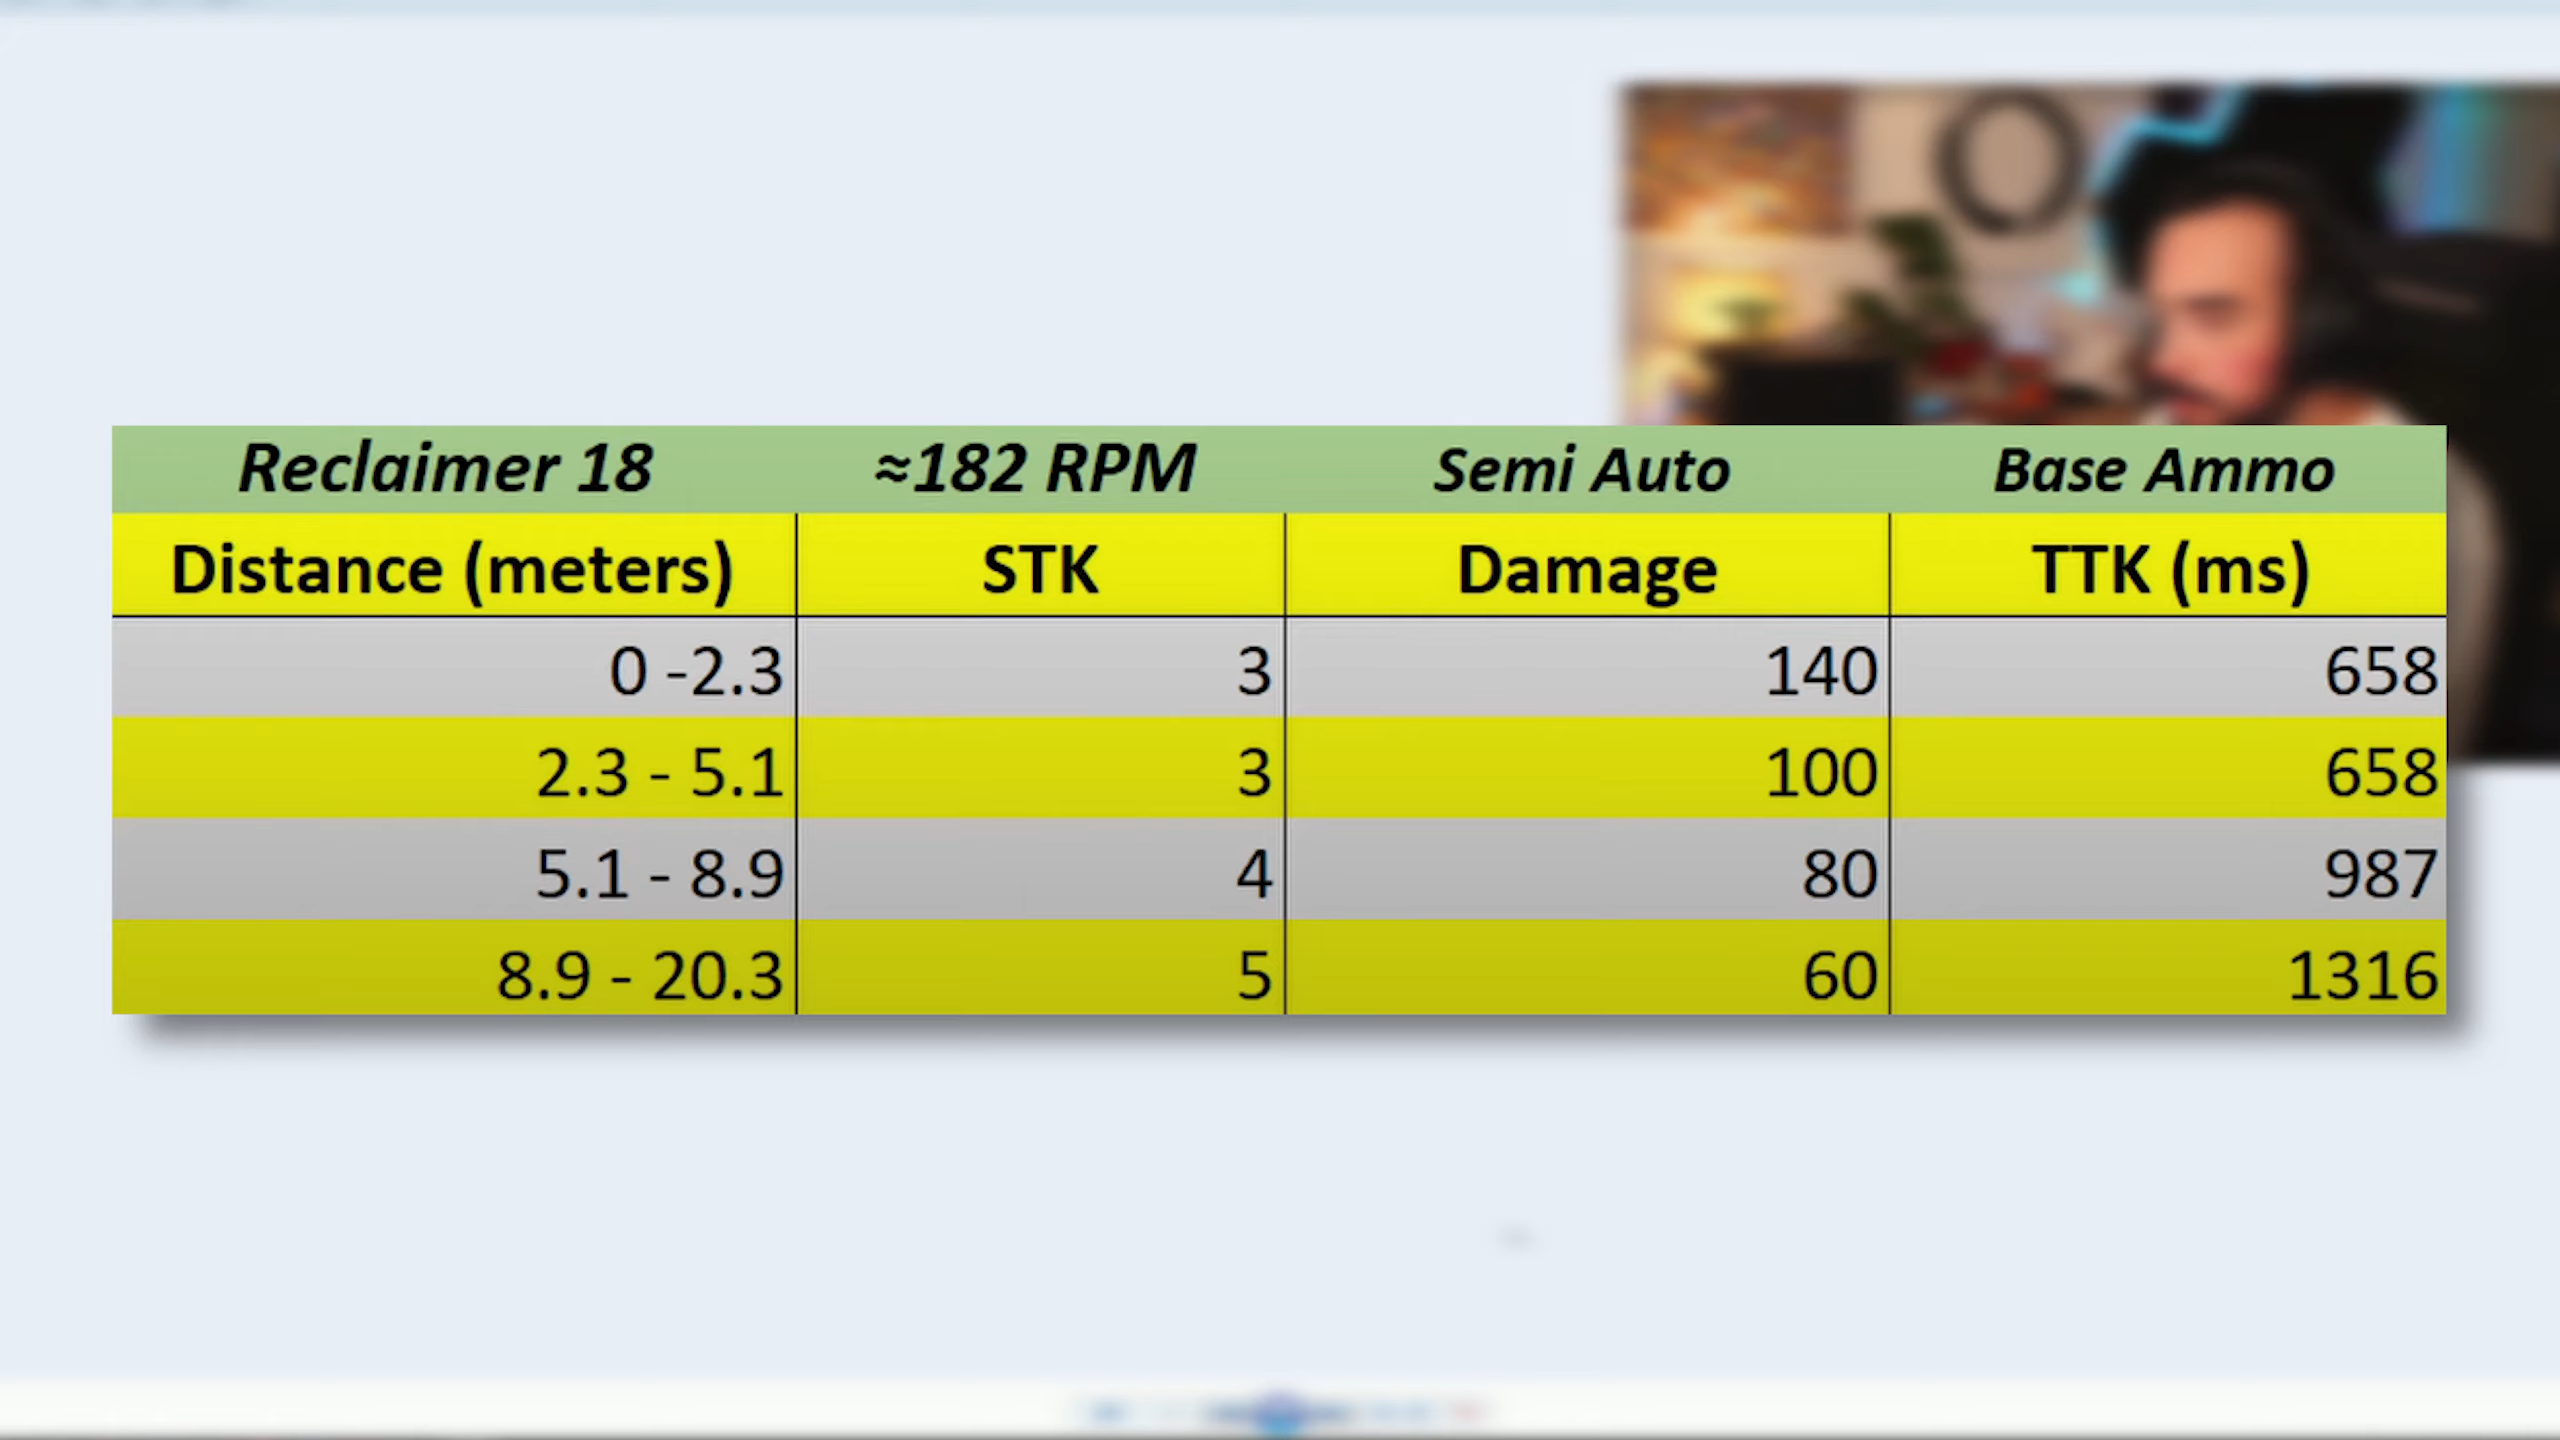 Reclaimer 18 ≈182 RPM Semi Auto Base Ammo
Distance (meters) STK Damage TTK (ms)
0 -2.3 3 140 658
2.3 - 5.1 3 100 658
5.1 - 8.9 4 80 987
8.9 - 20.3 5 60 1316